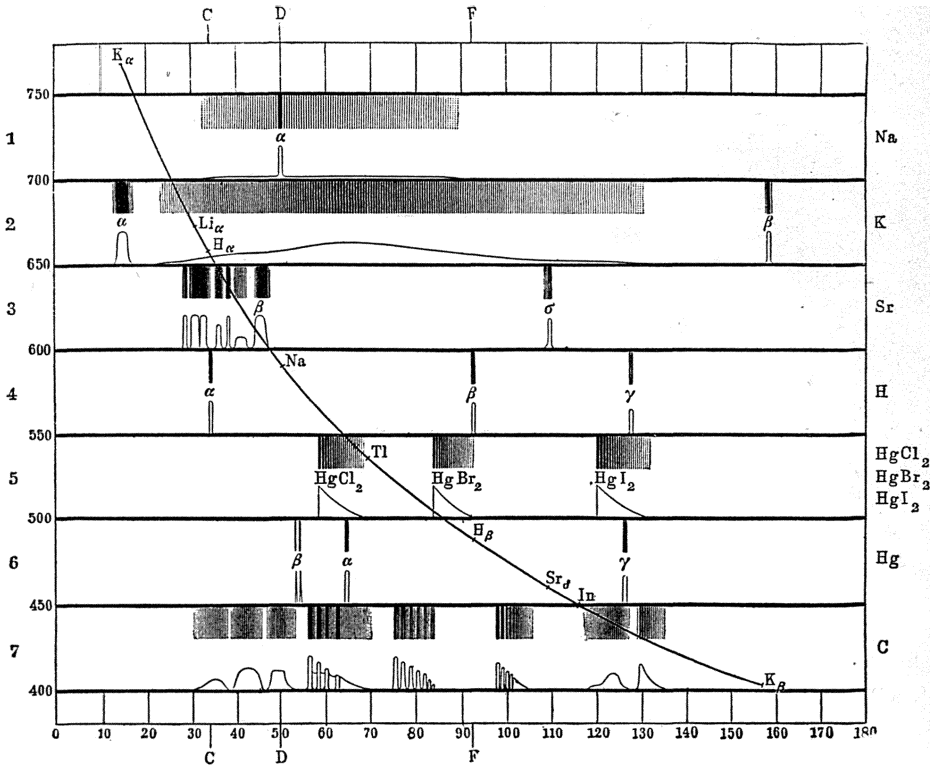 C D F
Kα
750
1 α Na
700
2 α Liα Hα β K
650
3 β σ Sr
600
Na
4 α β γ H
550
Tl HgCl2
5 HgCl2 HgBr2 HgI2 HgBr2
HgI2
500
Hβ
6 β α γ Hg
Srδ In
450
7 C
Kβ
400
0 10 20 30 40 50 60 70 80 90 100 110 120 130 140 150 160 170 180
C D F